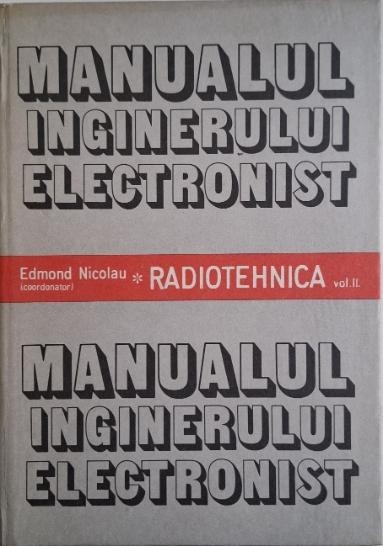 MANUALUL
INGINERULUI
ELECTRONIST
Edmond Nicolau * RADIOTEHNICA vol.II.
(coordonator)
MANUALUL
INGINERULUI
ELECTRONIST